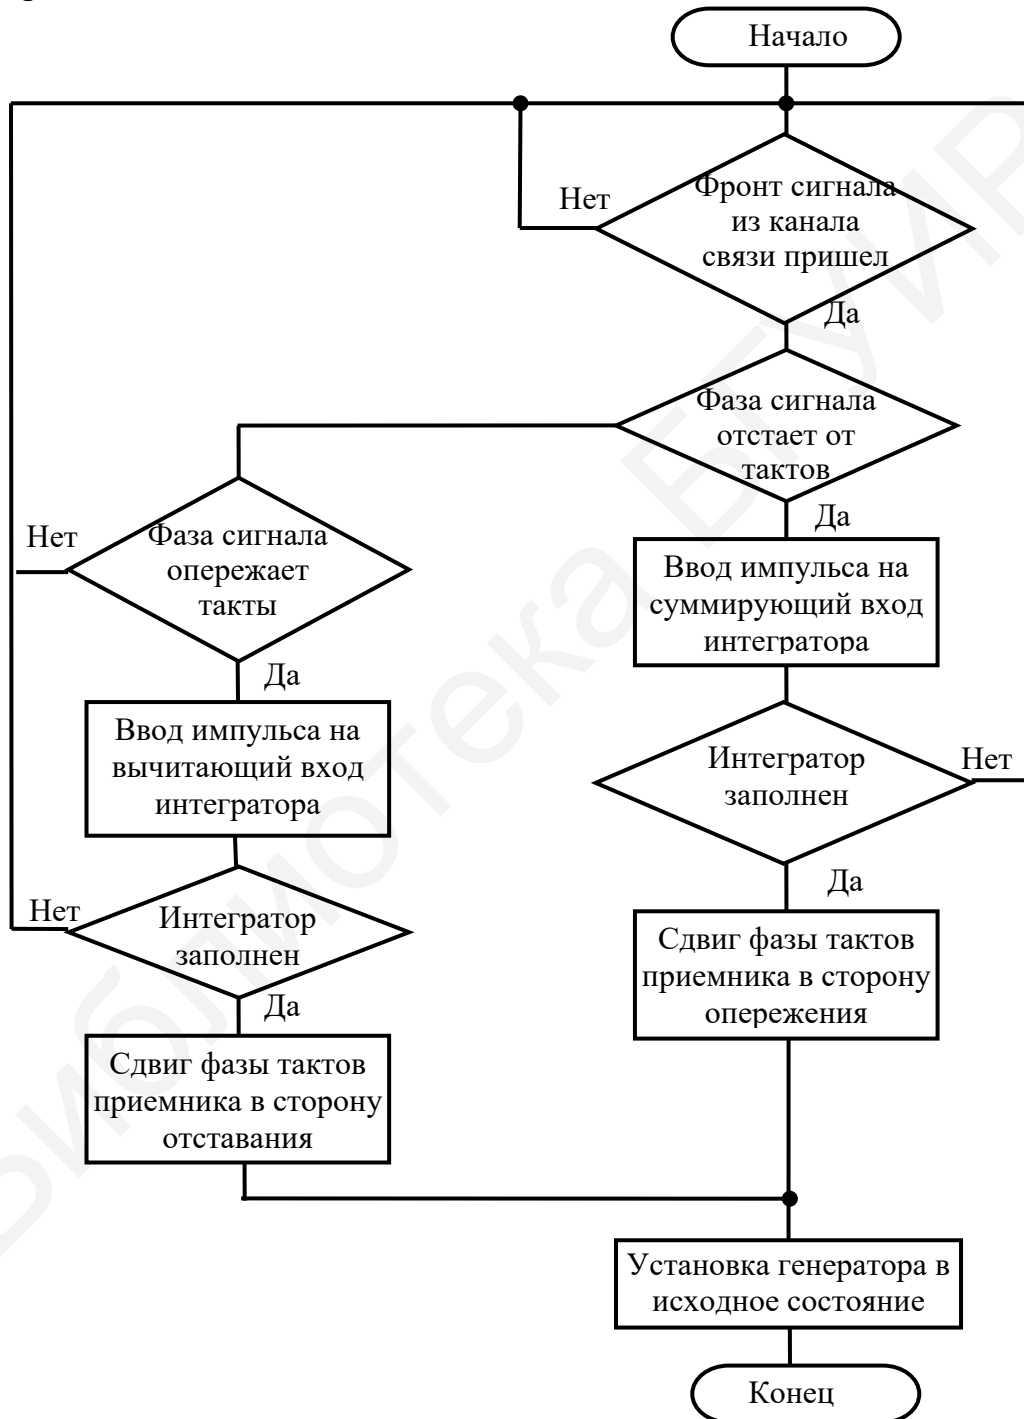 Начало
Фронт сигнала
из канала
связи пришел
Нет
Да
Фаза сигнала
отстает от
тактов
Да
Ввод импульса на
суммирующий вход
интегратора
Интегратор
заполнен
Нет
Да
Сдвиг фазы тактов
приемника в сторону
опережения
Фаза сигнала
опережает
такты
Нет
Да
Ввод импульса на
вычитающий вход
интегратора
Интегратор
заполнен
Нет
Да
Сдвиг фазы тактов
приемника в сторону
отставания
Установка генератора в
исходное состояние
Конец
Библиотека БГУИР